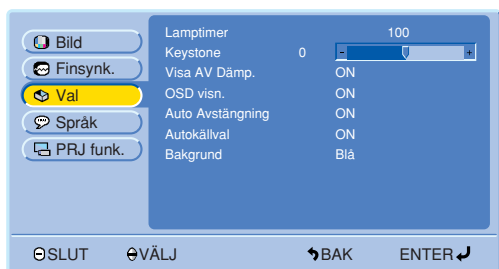 Bild
Finsynk.
Val
Språk
PRJ funk.
Lamptimer 100
Keystone 0 - +
Visa AV Dämp. ON
OSD visn. ON
Auto Avstängning ON
Autokällval ON
Bakgrund Blå
SLUT VÄLJ BAK ENTER